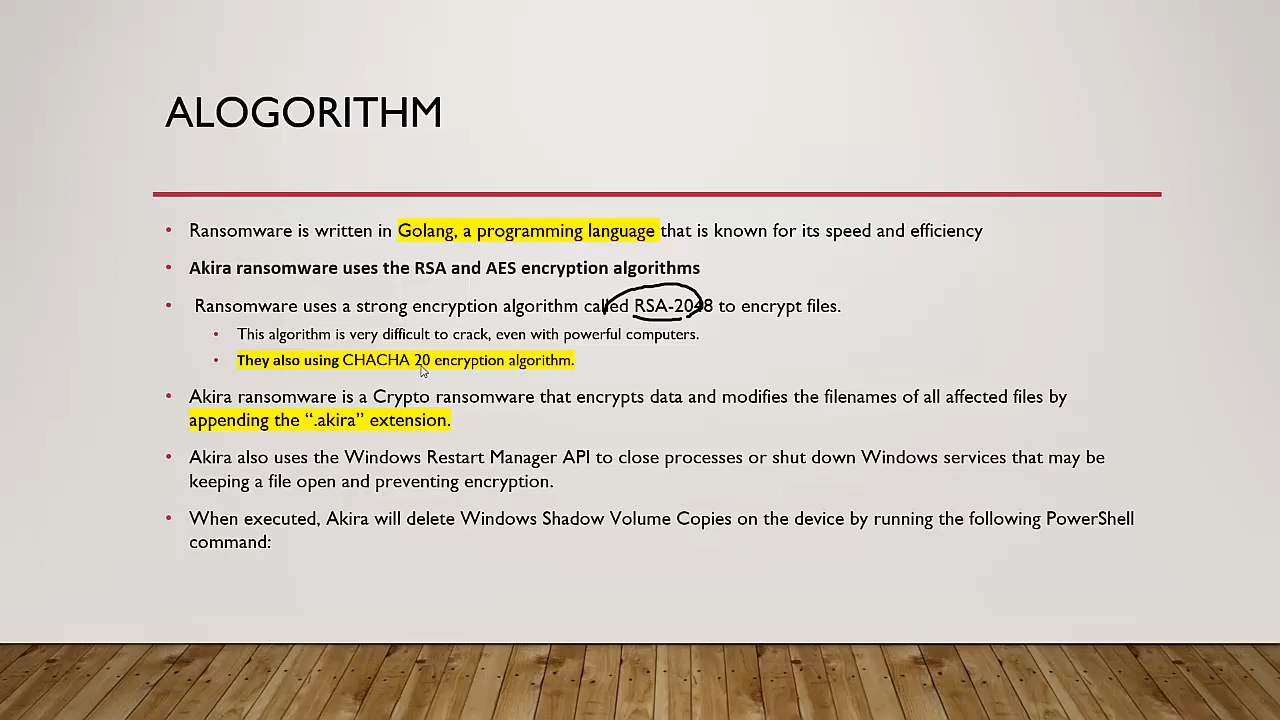 ALOGORITHM
• Ransomware is written in Golang, a programming language that is known for its speed and efficiency
• Akira ransomware uses the RSA and AES encryption algorithms
• Ransomware uses a strong encryption algorithm called RSA-2048 to encrypt files.
• This algorithm is very difficult to crack, even with powerful computers.
• They also using CHACHA 20 encryption algorithm.
• Akira ransomware is a Crypto ransomware that encrypts data and modifies the filenames of all affected files by
appending the “.akira” extension.
• Akira also uses the Windows Restart Manager API to close processes or shut down Windows services that may be
keeping a file open and preventing encryption.
• When executed, Akira will delete Windows Shadow Volume Copies on the device by running the following PowerShell
command: